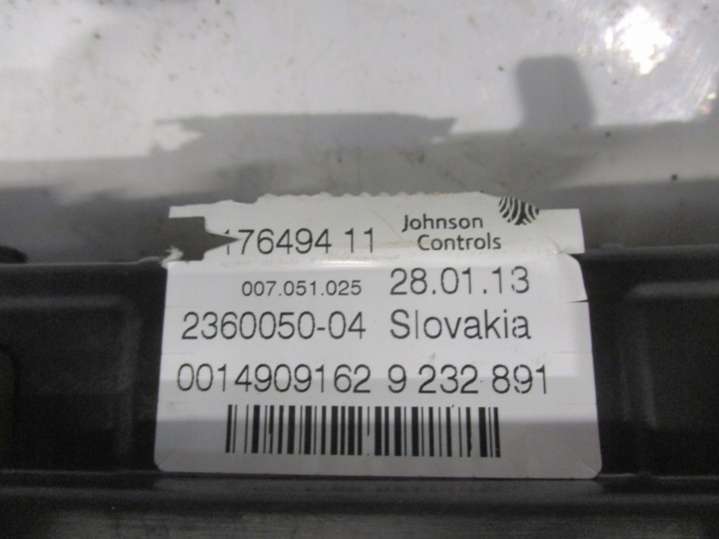 176494 11 Johnson Controls
007.051.025 28.01.13
2360050-04 Slovakia
0014909162 9 232 891